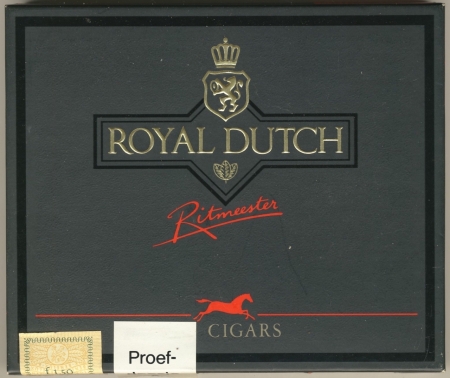 ROYAL DUTCH
Ritmeester
CIGARS
Proef-